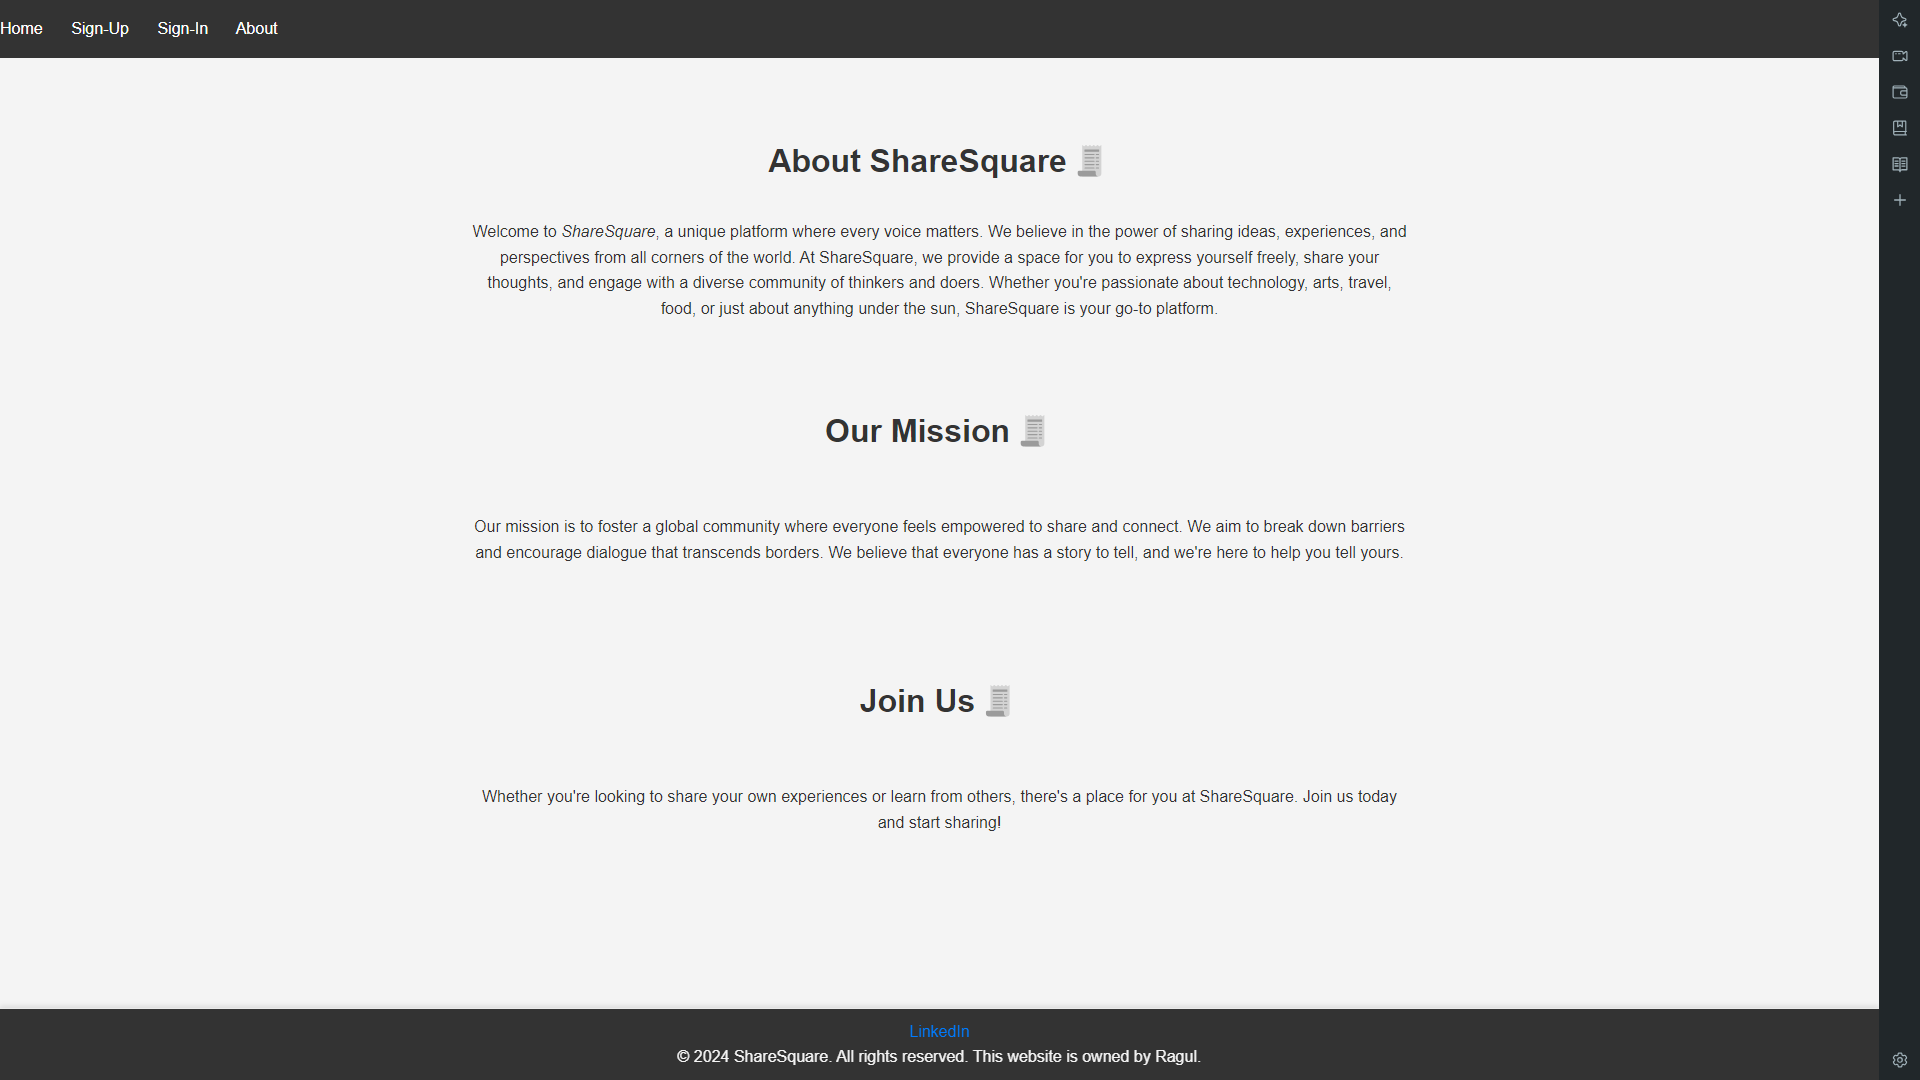 Home Sign-Up Sign-In About
About ShareSquare
Welcome to ShareSquare, a unique platform where every voice matters. We believe in the power of sharing ideas, experiences, and
perspectives from all corners of the world. At ShareSquare, we provide a space for you to express yourself freely, share your
thoughts, and engage with a diverse community of thinkers and doers. Whether you're passionate about technology, arts, travel,
food, or just about anything under the sun, ShareSquare is your go-to platform.
Our Mission
Our mission is to foster a global community where everyone feels empowered to share and connect. We aim to break down barriers
and encourage dialogue that transcends borders. We believe that everyone has a story to tell, and we're here to help you tell yours.
Join Us
Whether you're looking to share your own experiences or learn from others, there's a place for you at ShareSquare. Join us today
and start sharing!
LinkedIn
© 2024 ShareSquare. All rights reserved. This website is owned by Ragul.